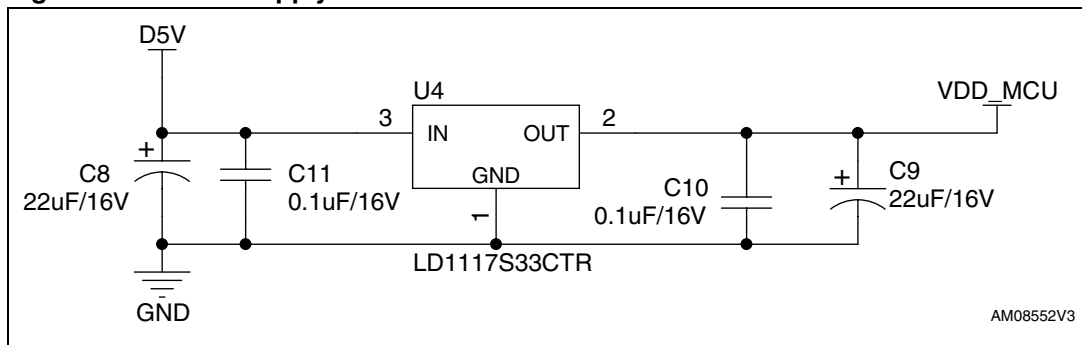 D5V
U4
VDD_MCU
3
IN
OUT
2
GND
1
C8
22uF/16V
C11
0.1uF/16V
C10
0.1uF/16V
C9
22uF/16V
LD1117S33CTR
GND
AM08552V3